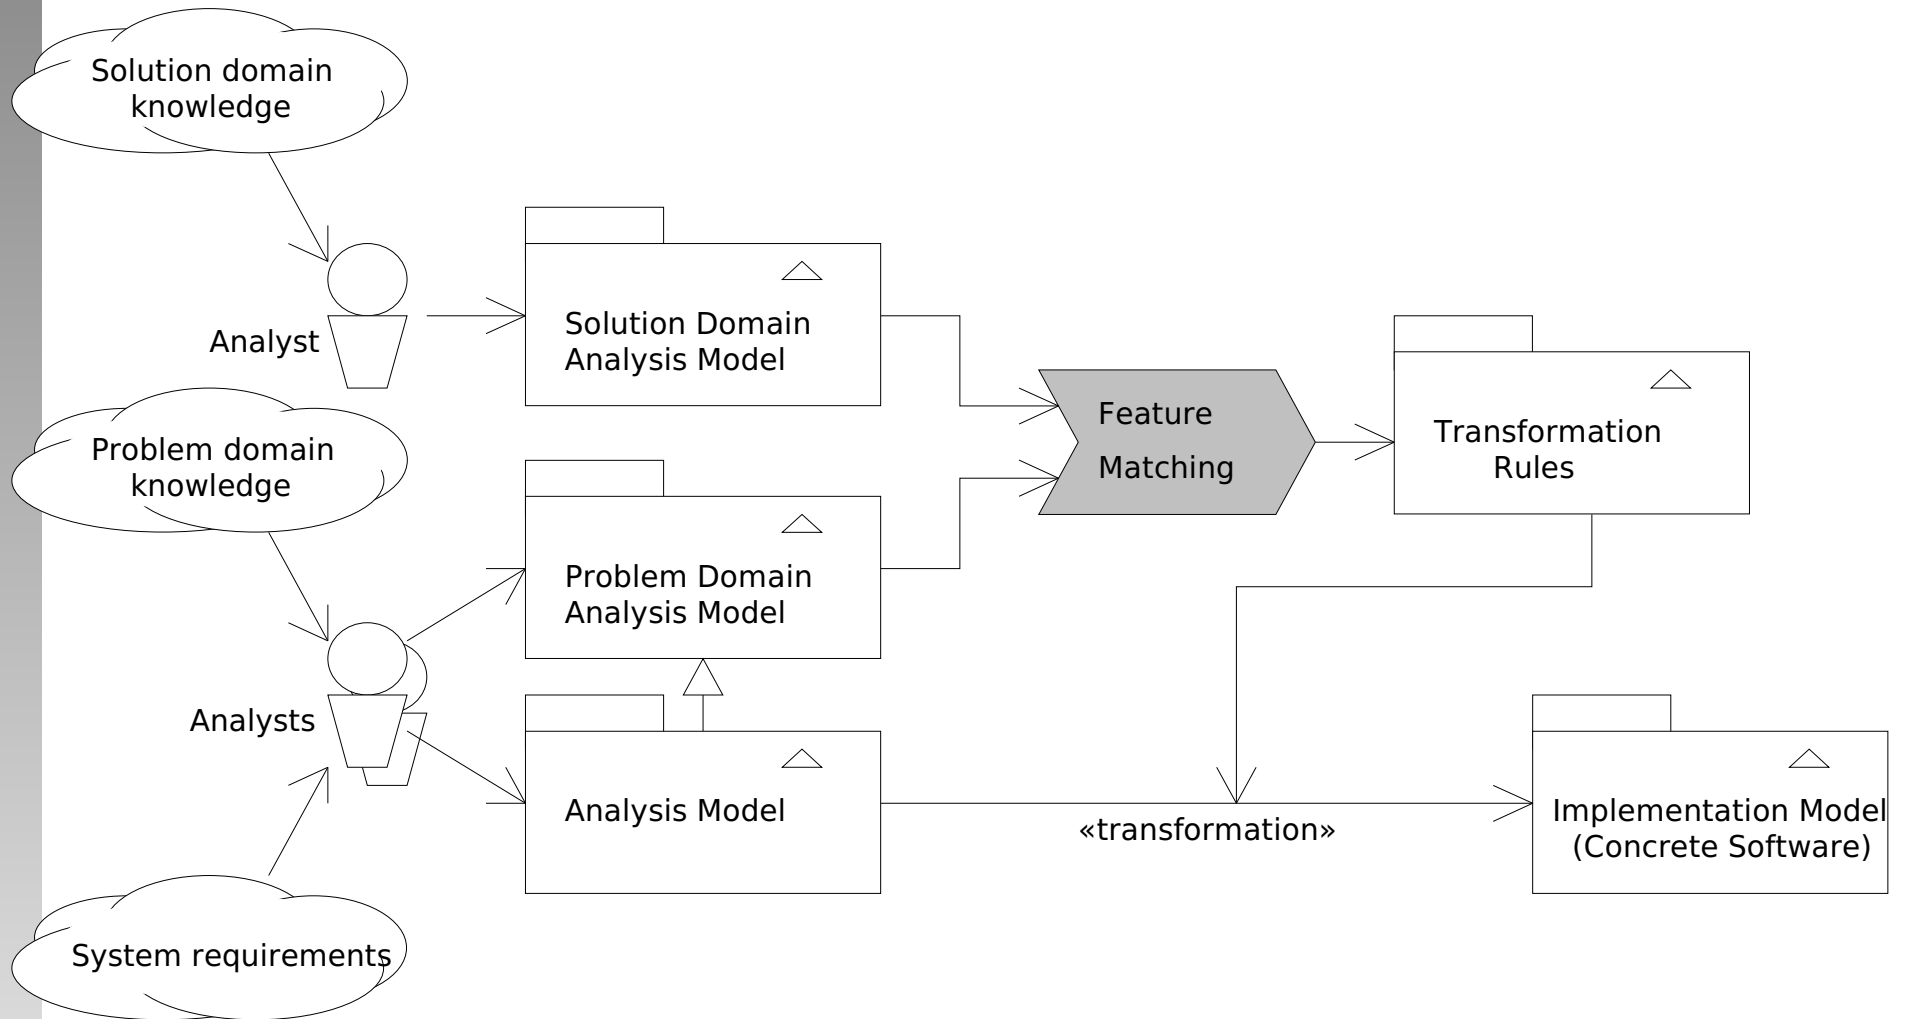 Solution domain
knowledge
Analyst
Solution Domain
Analysis Model
Feature
Matching
Transformation
Rules
Problem domain
knowledge
Problem Domain
Analysis Model
Analysts
Analysis Model
«transformation»
Implementation Model
(Concrete Software)
System requirements